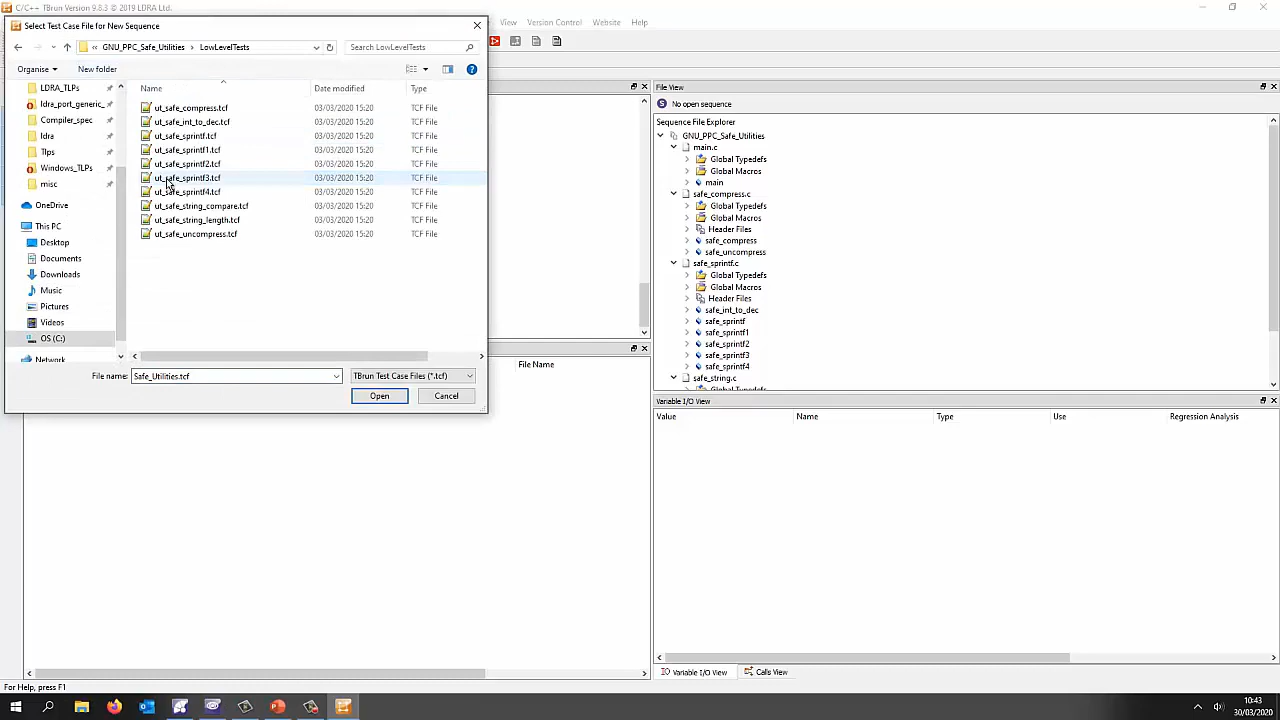 C/C++ TBrun Version 9.8.3 © 2019 LDRA Ltd.
Select Test Case File for New Sequence
View Version Control Website Help
« GNU_PPC_Safe_Utilities > LowLevelTests
Search LowLevelTests
Organise New folder
Name Date modified Type
LDRA_TLPs
ldra_port_generic_
Compiler_spec
ldra
Tlps
Windows_TLPs
misc
OneDrive
This PC
Desktop
Documents
Downloads
Music
Pictures
Videos
OS (C:)
Network
ut_safe_compress.tcf 03/03/2020 15:20 TCF File
ut_safe_int_to_dec.tcf 03/03/2020 15:20 TCF File
ut_safe_sprintf.tcf 03/03/2020 15:20 TCF File
ut_safe_sprintf1.tcf 03/03/2020 15:20 TCF File
ut_safe_sprintf2.tcf 03/03/2020 15:20 TCF File
ut_safe_sprintf3.tcf 03/03/2020 15:20 TCF File
ut_safe_sprintf4.tcf 03/03/2020 15:20 TCF File
ut_safe_string_compare.tcf 03/03/2020 15:20 TCF File
ut_safe_string_length.tcf 03/03/2020 15:20 TCF File
ut_safe_uncompress.tcf 03/03/2020 15:20 TCF File
File name: Safe_Utilities.tcf TBrun Test Case Files (*.tcf)
Open Cancel
File Name
File View
No open sequence
Sequence File Explorer
GNU_PPC_Safe_Utilities
main.c
Global Typedefs
Global Macros
main
safe_compress.c
Global Typedefs
Global Macros
Header Files
safe_compress
safe_uncompress
safe_sprintf.c
Global Typedefs
Global Macros
Header Files
safe_int_to_dec
safe_sprintf
safe_sprintf1
safe_sprintf2
safe_sprintf3
safe_sprintf4
safe_string.c
Global Typedefs
Variable I/O View
Value Name Type Use Regression Analysis
IO Variable I/O View Calls View
For Help, press F1
10:43
30/03/2020